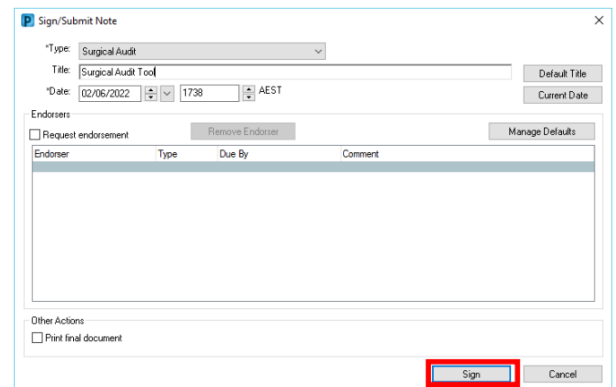 P Sign/Submit Note
*Type: Surgical Audit
Title: Surgical Audit Tool Default Title
*Date: 02/06/2022 1738 AEST Current Date
Endorsers
Request endorsement Remove Endorser Manage Defaults
Endorser Type Due By Comment
Other Actions
Print final document
Sign Cancel